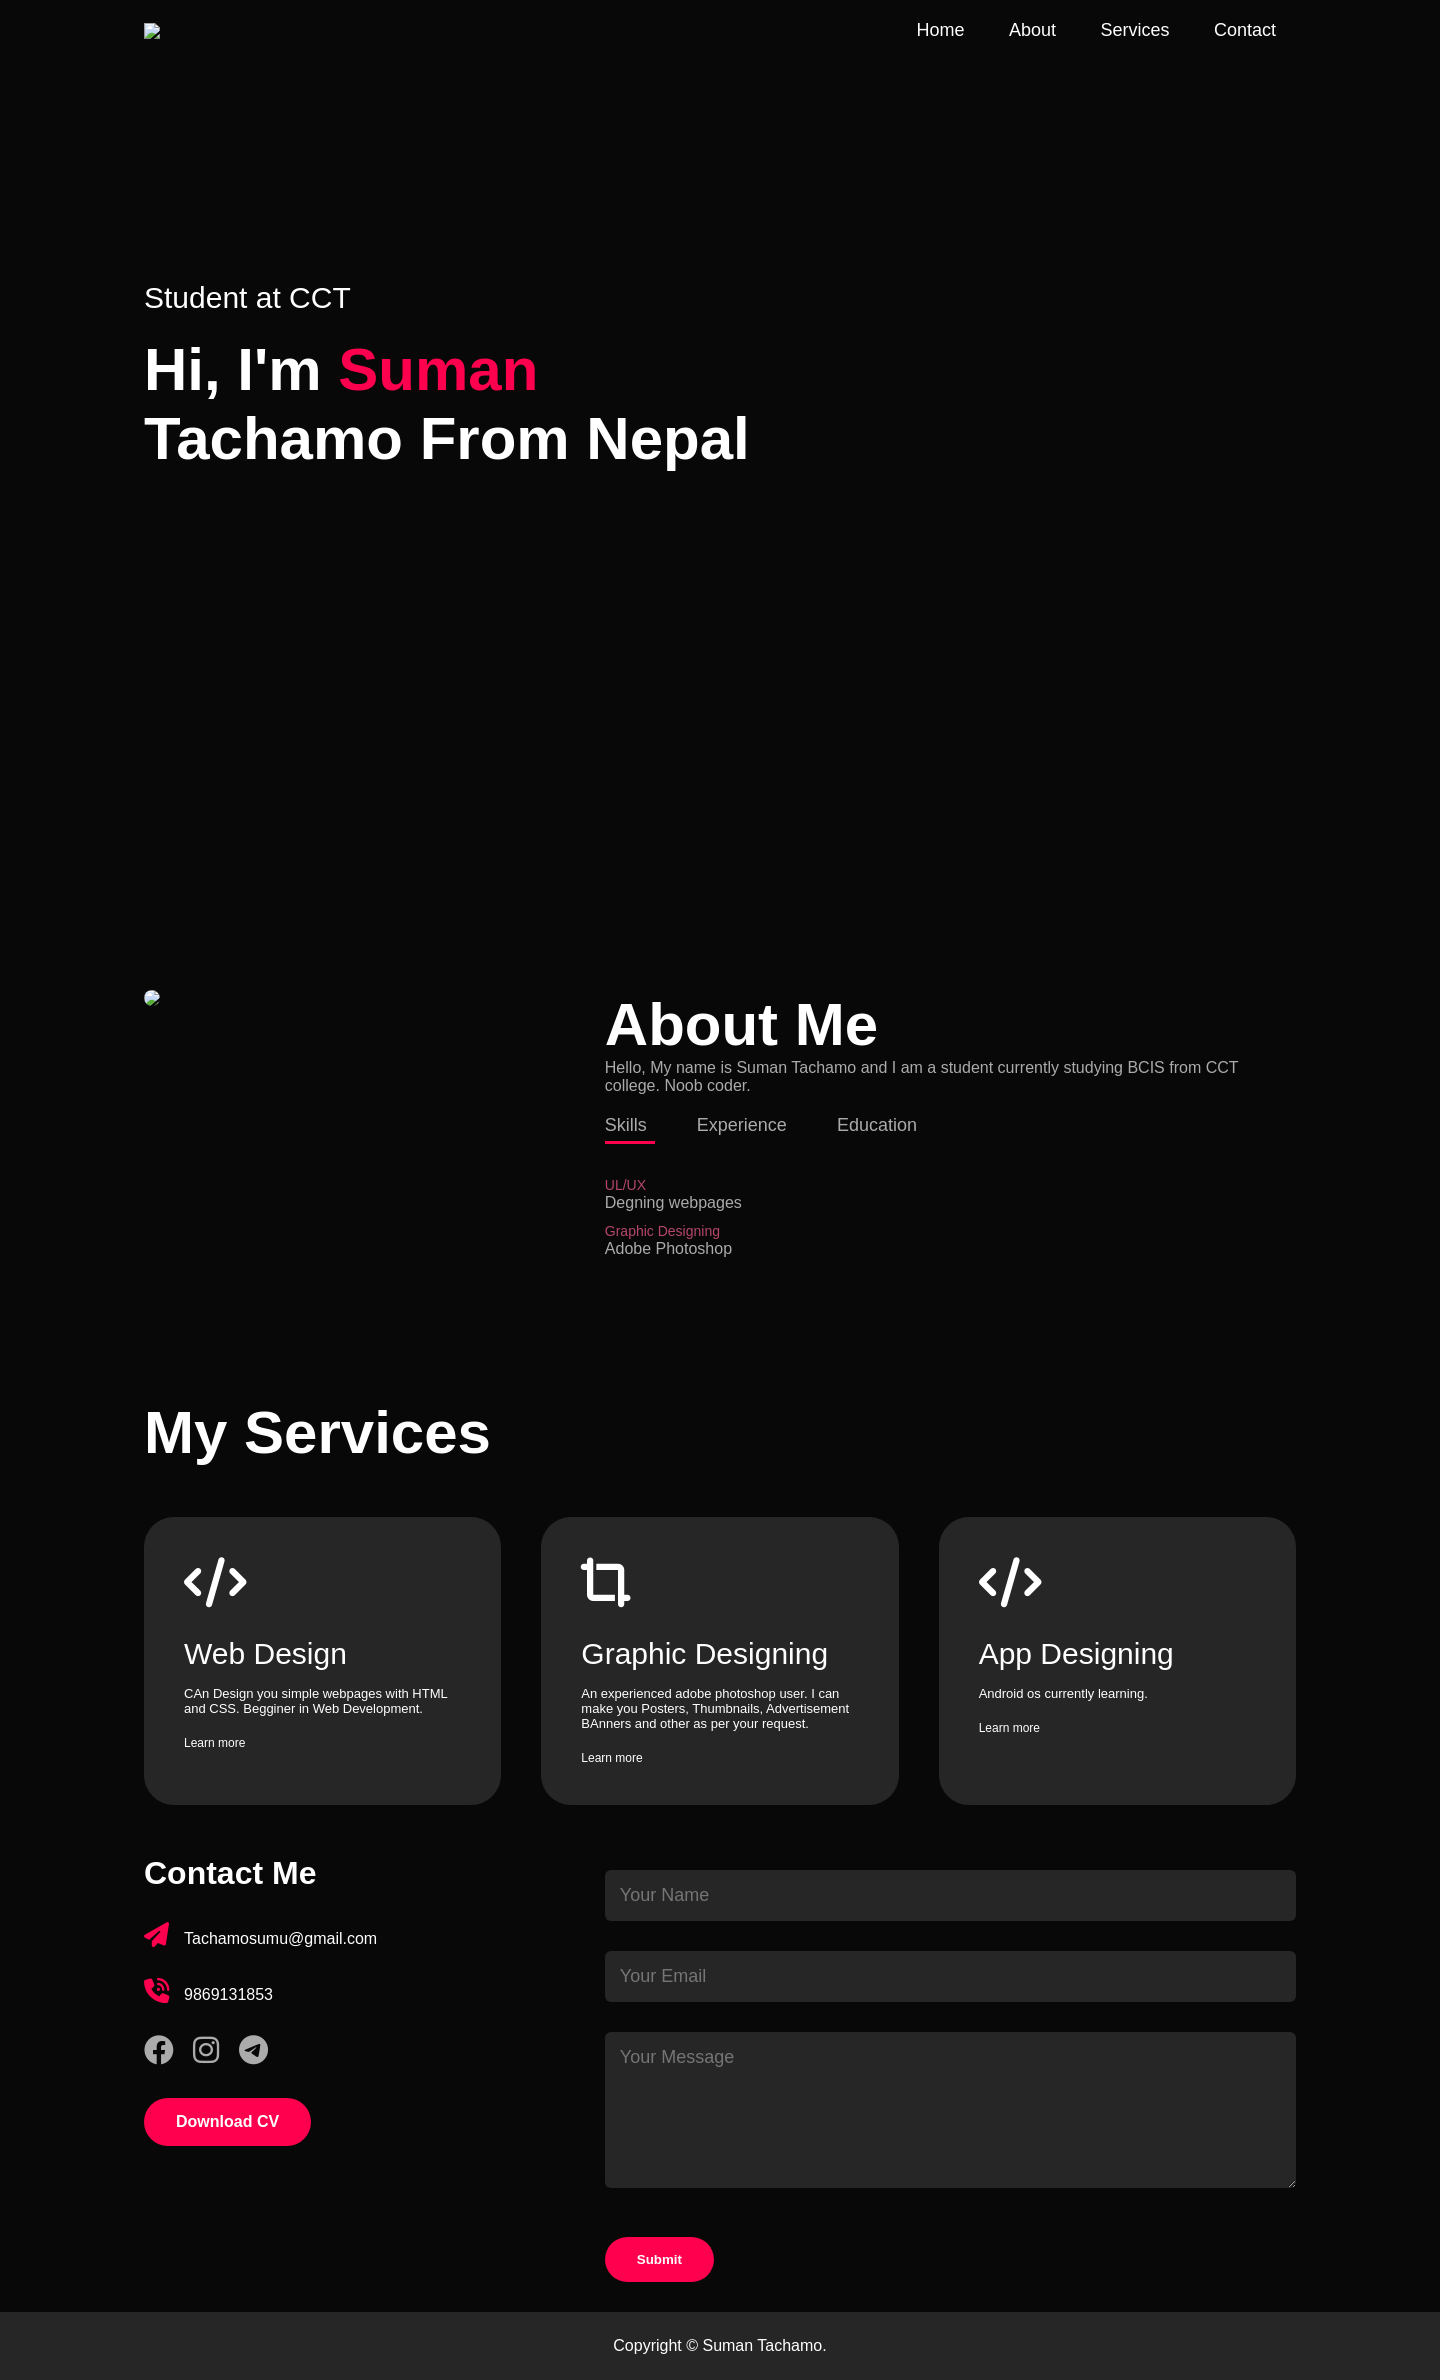 Home About Services Contact
Student at CCT
Hi, I'm Suman
Tachamo From Nepal
About Me
Hello, My name is Suman Tachamo and I am a student currently studying BCIS from CCT
college. Noob coder.
Skills Experience Education
UL/UX
Degning webpages
Graphic Designing
Adobe Photoshop
My Services
Web Design
CAn Design you simple webpages with HTML
and CSS. Begginer in Web Development.
Learn more
Graphic Designing
An experienced adobe photoshop user. I can
make you Posters, Thumbnails, Advertisement
BAnners and other as per your request.
Learn more
App Designing
Android os currently learning.
Learn more
Contact Me
Tachamosumu@gmail.com
9869131853
Download CV
Your Name
Your Email
Your Message
Submit
Copyright © Suman Tachamo.